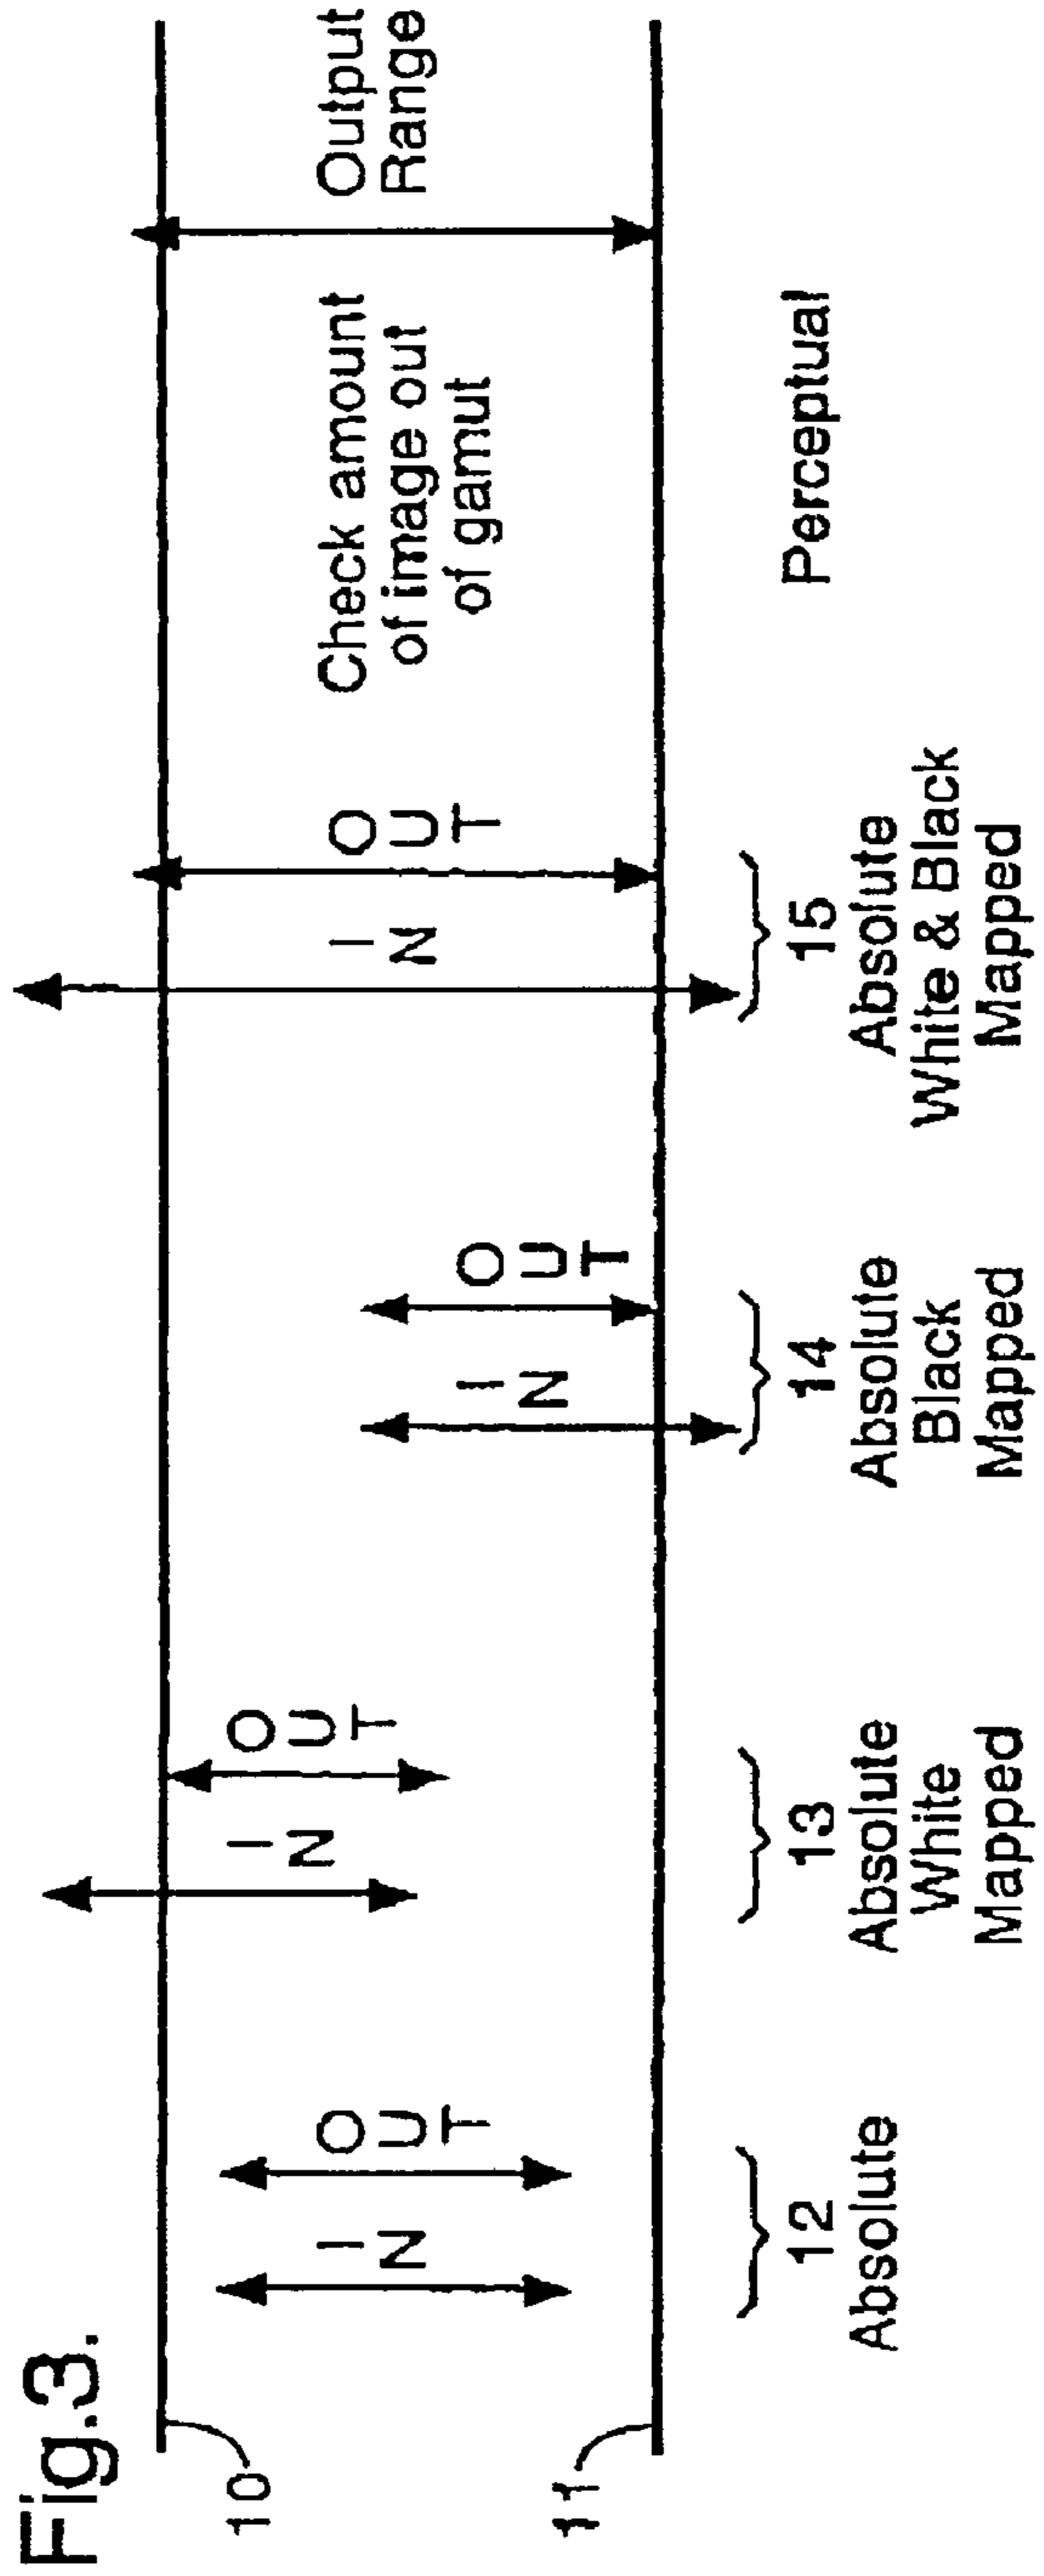 Fig.3.
10
11
IN
OUT
12
Absolute
IN
OUT
13
Absolute
White
Mapped
IN
OUT
14
Absolute
Black
Mapped
IN
OUT
15
Absolute
White & Black
Mapped
Check amount
of image out
of gamut
Perceptual
Output
Range